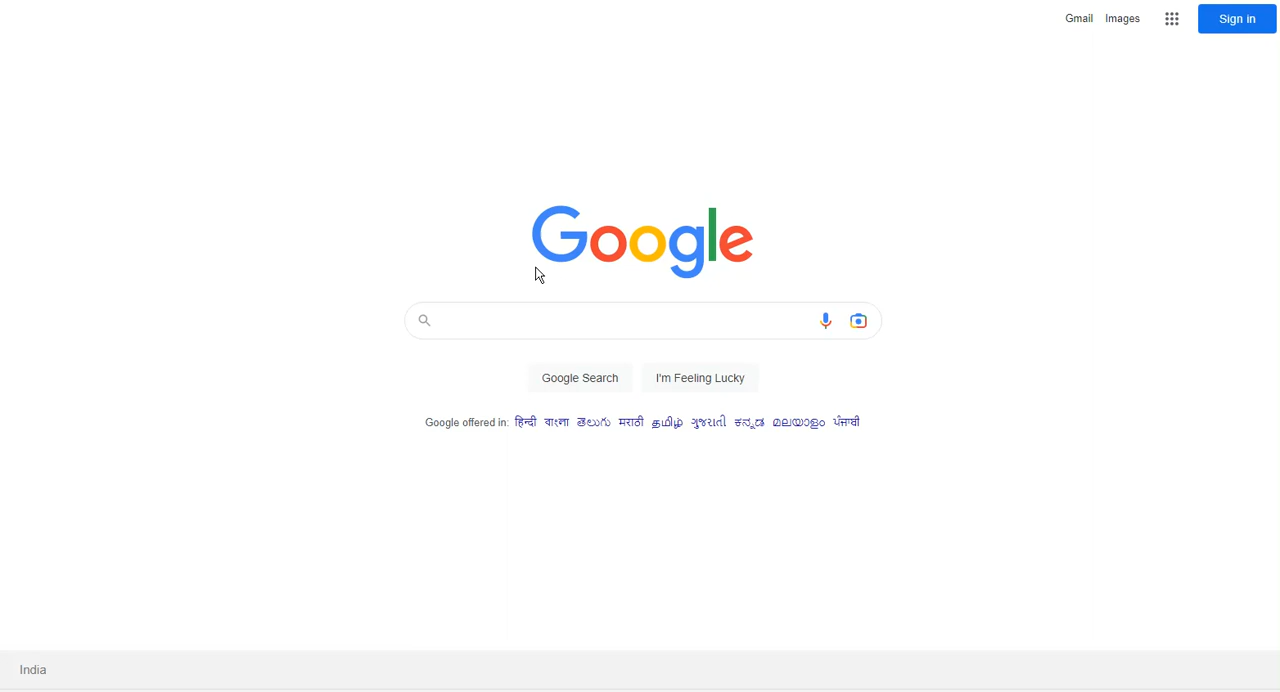 Gmail Images Sign in
Google
Google Search I'm Feeling Lucky
Google offered in: हिन्दी বাংলা తెలుగు मराठी தமிழ் ગુજરાતી ಕನ್ನಡ മലയാളം ਪੰਜਾਬੀ
India